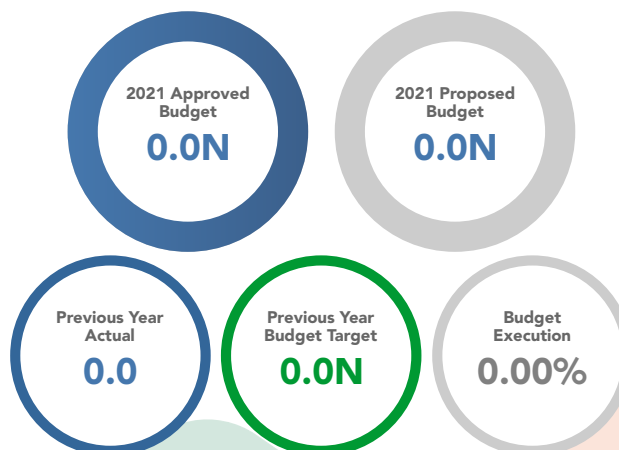 2021 Approved
Budget
0.0N
2021 Proposed
Budget
0.0N
Previous Year
Actual
0.0
Previous Year
Budget Target
0.0N
Budget
Execution
0.00%